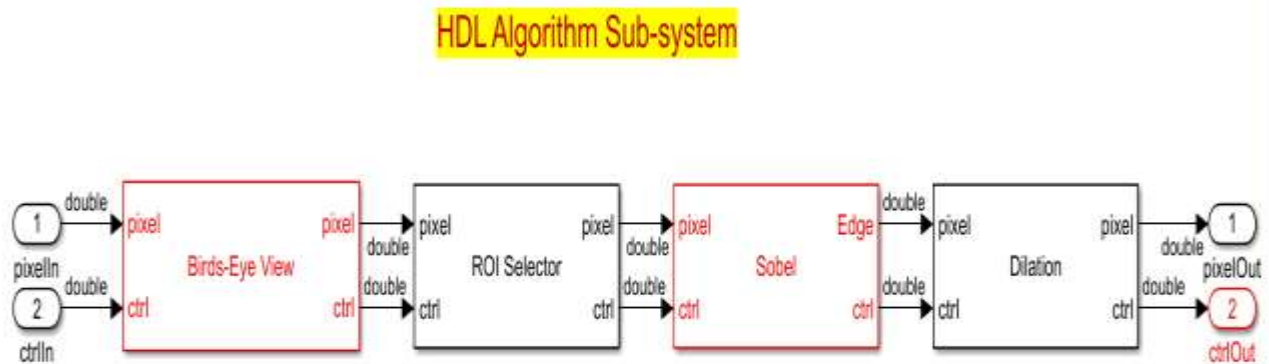 HDL Algorithm Sub-system
1
pixelIn
2
ctrlIn
double
double
pixel
ctrl
Birds-Eye View
pixel
ctrl
double
double
pixel
ctrl
ROI Selector
pixel
ctrl
double
double
pixel
ctrl
Sobel
Edge
Ctrl
double
double
pixel
ctrl
Dilation
pixel
ctrl
double
double
1
pixelOut
2
ctrlOut